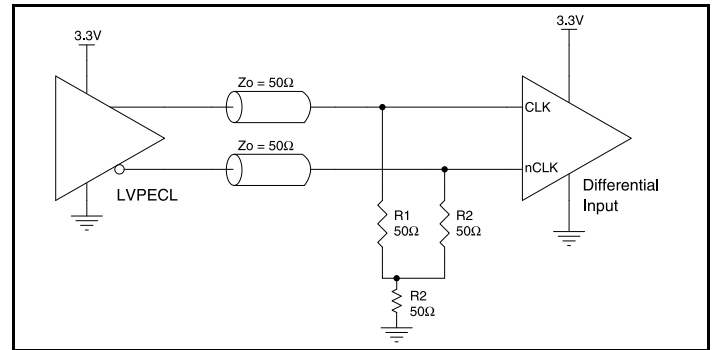 3.3V
3.3V
Zo = 50Ω
CLK
Zo = 50Ω
nCLK
LVPECL
Differential
Input
R1
50Ω
R2
50Ω
R2
50Ω